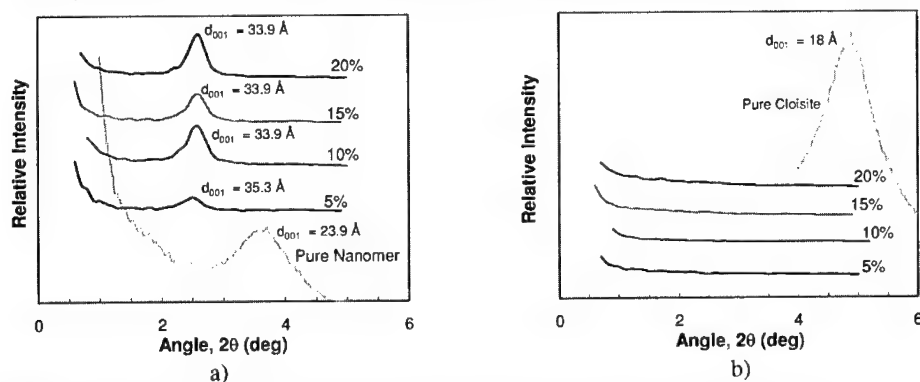 Relative Intensity
d001 = 33.9 Å
20%
d001 = 33.9 Å
15%
d001 = 33.9 Å
10%
d001 = 35.3 Å
5%
d001 = 23.9 Å
Pure Nanomer
0
2
4
6
Angle, 2θ (deg)
a)
Relative Intensity
d001 = 18 Å
Pure Cloisite
20%
15%
10%
5%
0
2
4
6
Angle, 2θ (deg)
b)